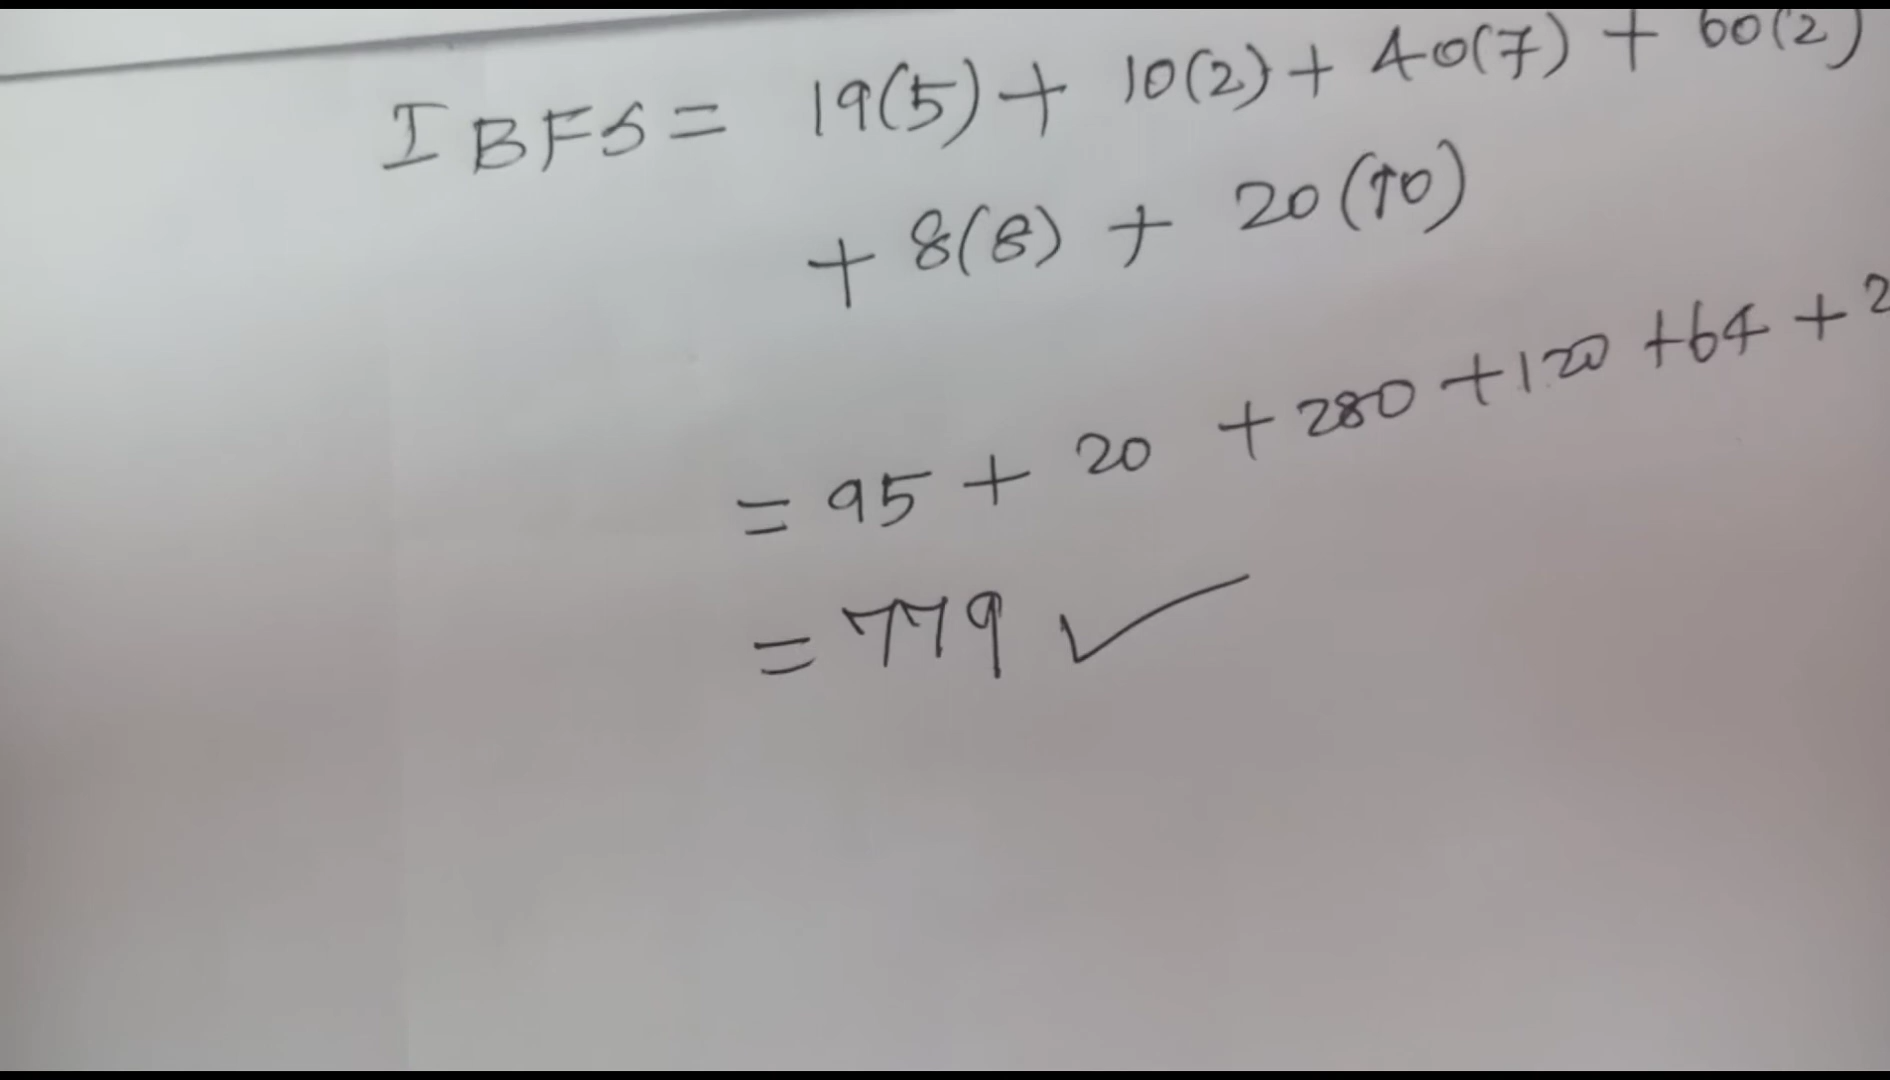 IBFS = 19(5) + 10(2) + 40(7) + 60(2)
+ 8(8) + 20(10)
= 95 + 20 + 280 + 120 + 64 + 2
= 779 ✓